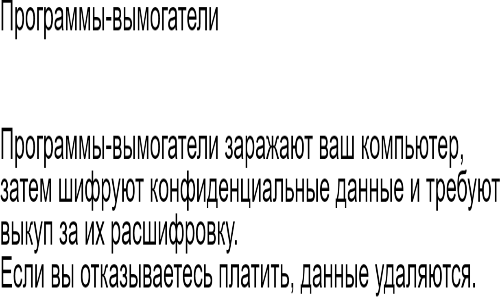 Программы-вымогатели
Программы-вымогатели заражают ваш компьютер,
затем шифруют конфиденциальные данные и требуют
выкуп за их расшифровку.
Если вы отказываетесь платить, данные удаляются.